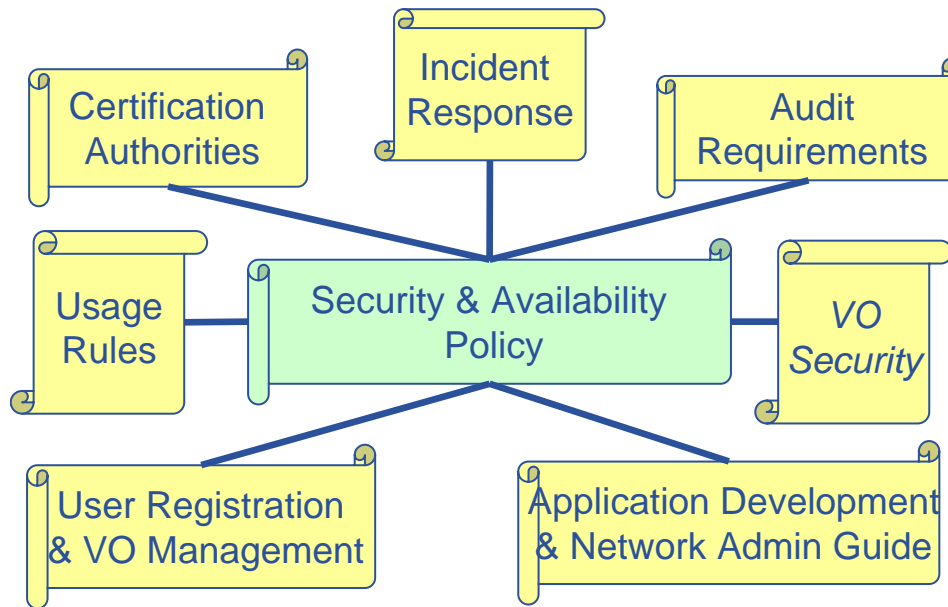 Certification
Authorities
Incident
Response
Audit
Requirements
Usage
Rules
Security & Availability
Policy
VO
Security
User Registration
& VO Management
Application Development
& Network Admin Guide